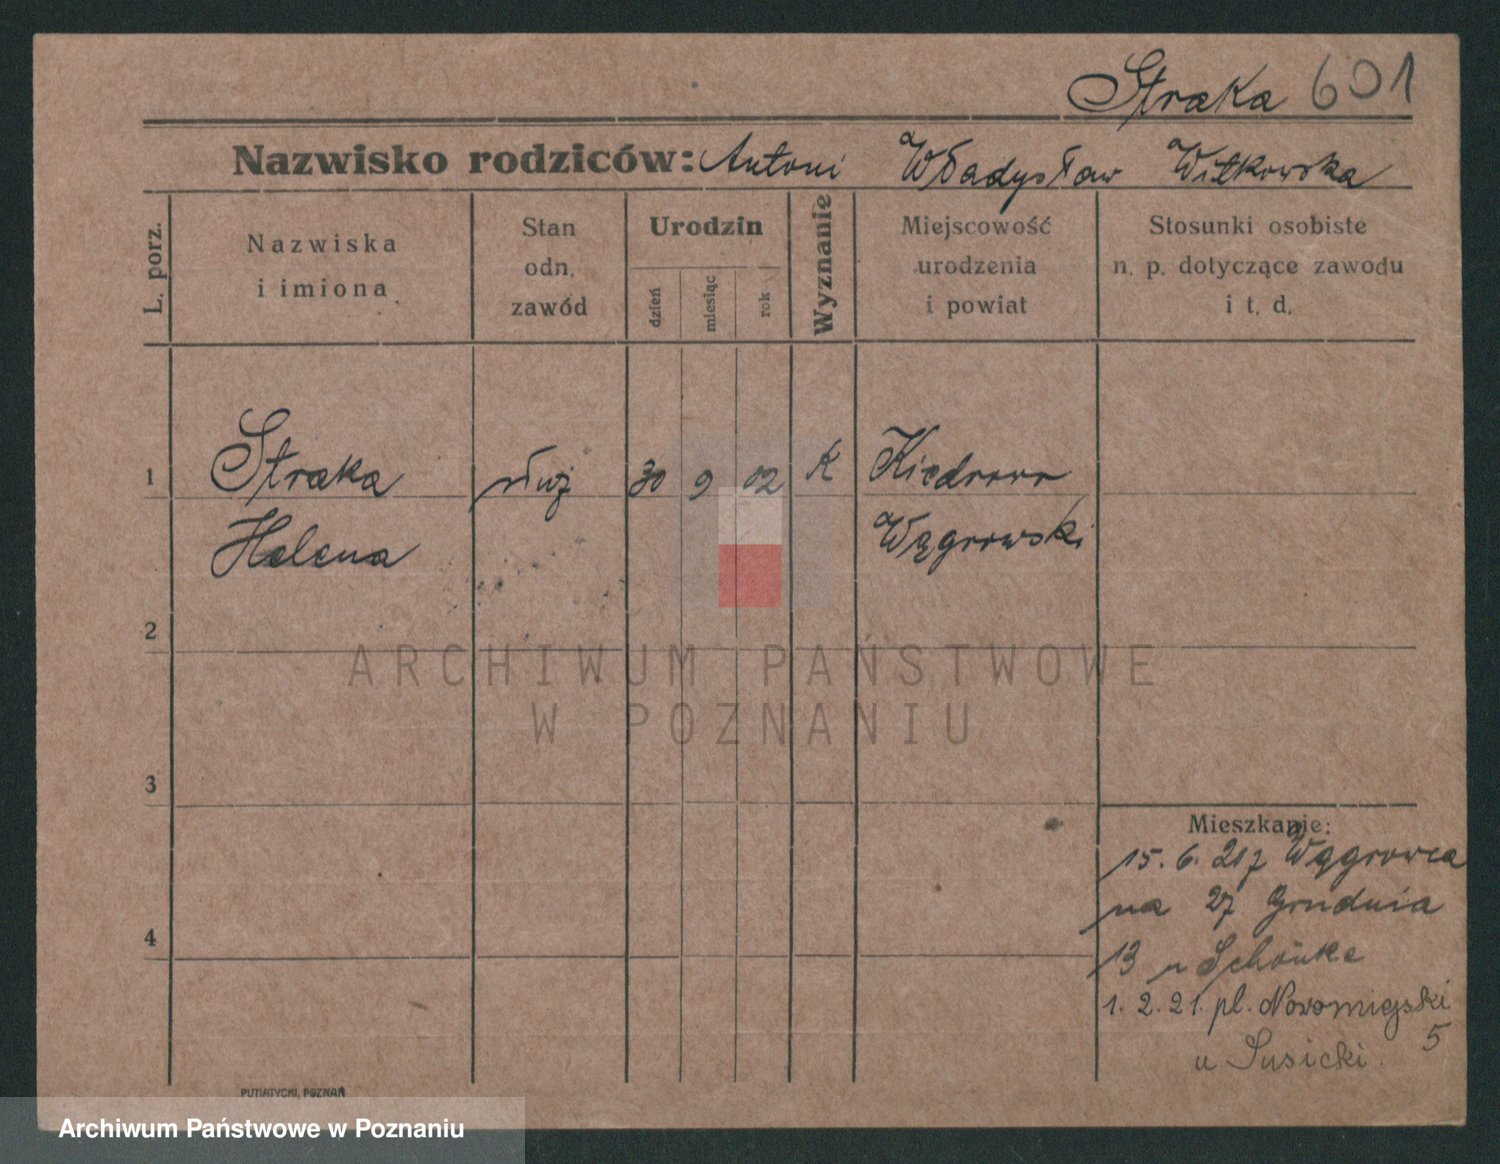 Straka 601
Nazwisko rodziców: Antoni Władysław Witkowska
L. porz.
Nazwiska
i imiona
Stan
odn.
zawód
Urodzin
dzień
miesiąc
rok
Wyznanie
Miejscowość
urodzenia
i powiat
Stosunki osobiste
n. p. dotyczące zawodu
i t. d.
1
Straka
służ
30 9 02
K
Kiedrowo
Helena
Wągrowski
2
ARCHIWUM PAŃSTWOWE
W POZNANIU
3
Mieszkanie:
15. 6. 21 z Wągrowca
na 27 Grudnia
13 u Schönke
4
1. 2. 21. pl. Nowomiejski
5
u Susicki.
PUTIATYCKI, POZNAŃ
Archiwum Państwowe w Poznaniu